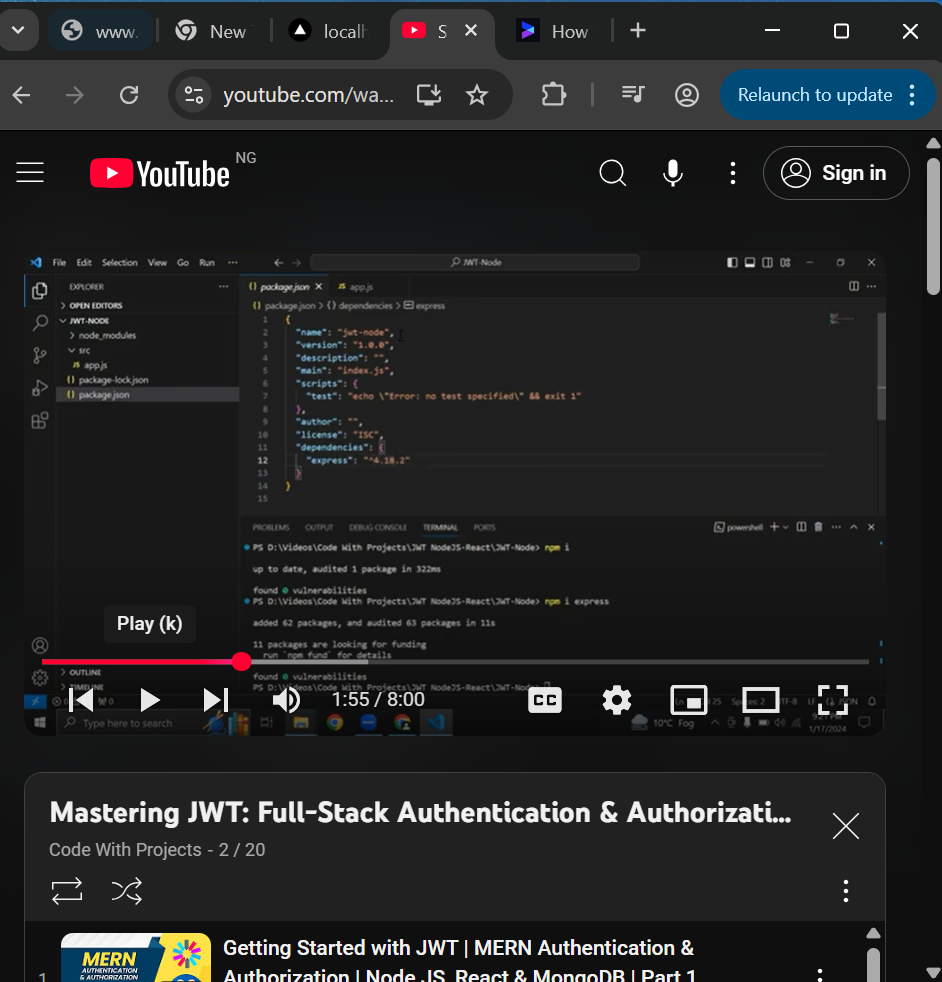 www.
New
localh
S
How
youtube.com/wa...
Relaunch to update
YouTube NG
Sign in
File Edit Selection View Go Run ...
JWT-Node
EXPLORER ...
OPEN EDITORS
JWT-NODE
node_modules
src
JS app.js
{} package-lock.json
{} package.json
{} package.json
JS app.js
{} package.json > {} dependencies > express
1 {
2 "name": "jwt-node",
3 "version": "1.0.0",
4 "description": "",
5 "main": "index.js",
6 "scripts": {
7 "test": "echo \"Error: no test specified\" && exit 1"
8 },
9 "author": "",
10 "license": "ISC",
11 "dependencies": {
12 "express": "^4.18.2"
13 }
14 }
15
PROBLEMS OUTPUT DEBUG CONSOLE TERMINAL PORTS
powershell
PS D:\Videos\Code With Projects\JWT NodeJS-React\JWT-Node> npm i
up to date, audited 1 package in 322ms
found 0 vulnerabilities
PS D:\Videos\Code With Projects\JWT NodeJS-React\JWT-Node> npm i express
added 62 packages, and audited 63 packages in 11s
11 packages are looking for funding
run `npm fund` for details
found 0 vulnerabilities
PS D:\Videos\Code With Projects\JWT NodeJS-React\JWT-Node>
OUTLINE
TIMELINE
Play (k)
1:55 / 8:00
CC
Type here to search
10°C Fog
1/17/2024
Mastering JWT: Full-Stack Authentication & Authorizati...
Code With Projects - 2 / 20
1
MERN
AUTHENTICATION
& AUTHORIZATION
Getting Started with JWT | MERN Authentication &
Authorization | Node JS, React & MongoDB | Part 1